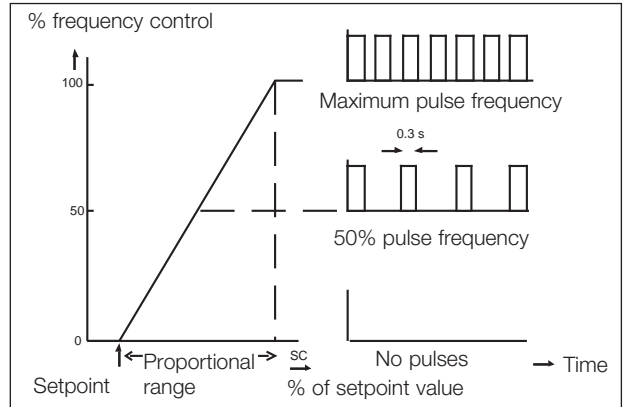 % frequency control
100
Maximum pulse frequency
0.3 s
50
50% pulse frequency
0
Setpoint
Proportional
range
SC
% of setpoint value
No pulses
Time